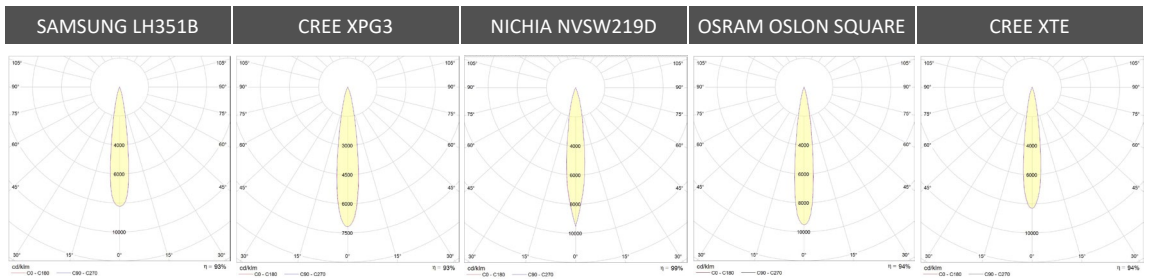 SAMSUNG LH351B
CREE XPG3
NICHIA NVSW219D
OSRAM OSLON SQUARE
CREE XTE
105° 105°
90° 90°
75° 75°
60° 60°
45° 45°
30° 15° 0° 15° 30°
4000
6000
10000
cd/klm
C0 - C180 C90 - C270
η = 93%
105° 105°
90° 90°
75° 75°
60° 60°
45° 45°
30° 15° 0° 15° 30°
3000
4500
6000
7500
cd/klm
C0 - C180 C90 - C270
η = 93%
105° 105°
90° 90°
75° 75°
60° 60°
45° 45°
30° 15° 0° 15° 30°
4000
6000
8000
10000
cd/klm
C0 - C180 C90 - C270
η = 99%
105° 105°
90° 90°
75° 75°
60° 60°
45° 45°
30° 15° 0° 15° 30°
4000
6000
8000
10000
cd/klm
C0 - C180 C90 - C270
η = 94%
105° 105°
90° 90°
75° 75°
60° 60°
45° 45°
30° 15° 0° 15° 30°
4000
6000
10000
cd/klm
C0 - C180 C90 - C270
η = 94%